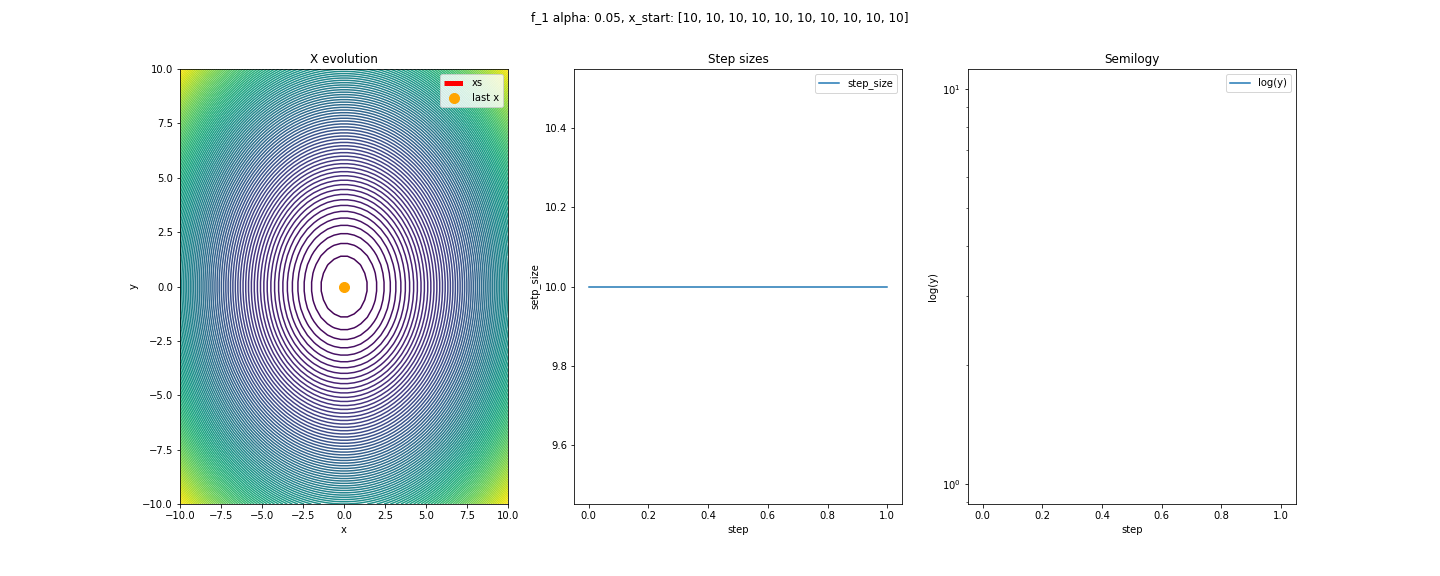 f_1 alpha: 0.05, x_start: [10, 10, 10, 10, 10, 10, 10, 10, 10, 10]
X evolution
xs
last x
10.0
7.5
5.0
2.5
0.0
−2.5
−5.0
−7.5
−10.0
y
−10.0 −7.5 −5.0 −2.5 0.0 2.5 5.0 7.5 10.0
x
Step sizes
step_size
10.4
10.2
10.0
9.8
9.6
setp_size
0.0 0.2 0.4 0.6 0.8 1.0
step
Semilogy
log(y)
10¹
10⁰
log(y)
0.0 0.2 0.4 0.6 0.8 1.0
step